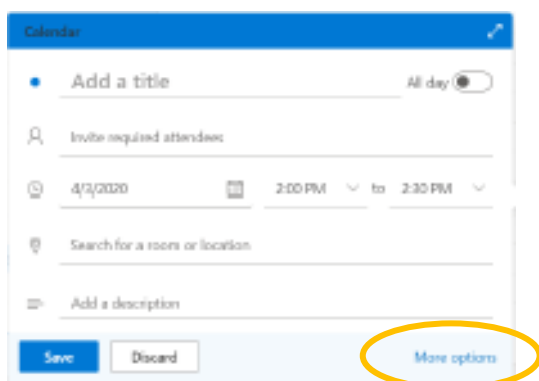 Calendar
Add a title All day
Invite required attendees
4/3/2020 2:00 PM to 2:30 PM
Search for a room or location
Add a description
Save Discard More options